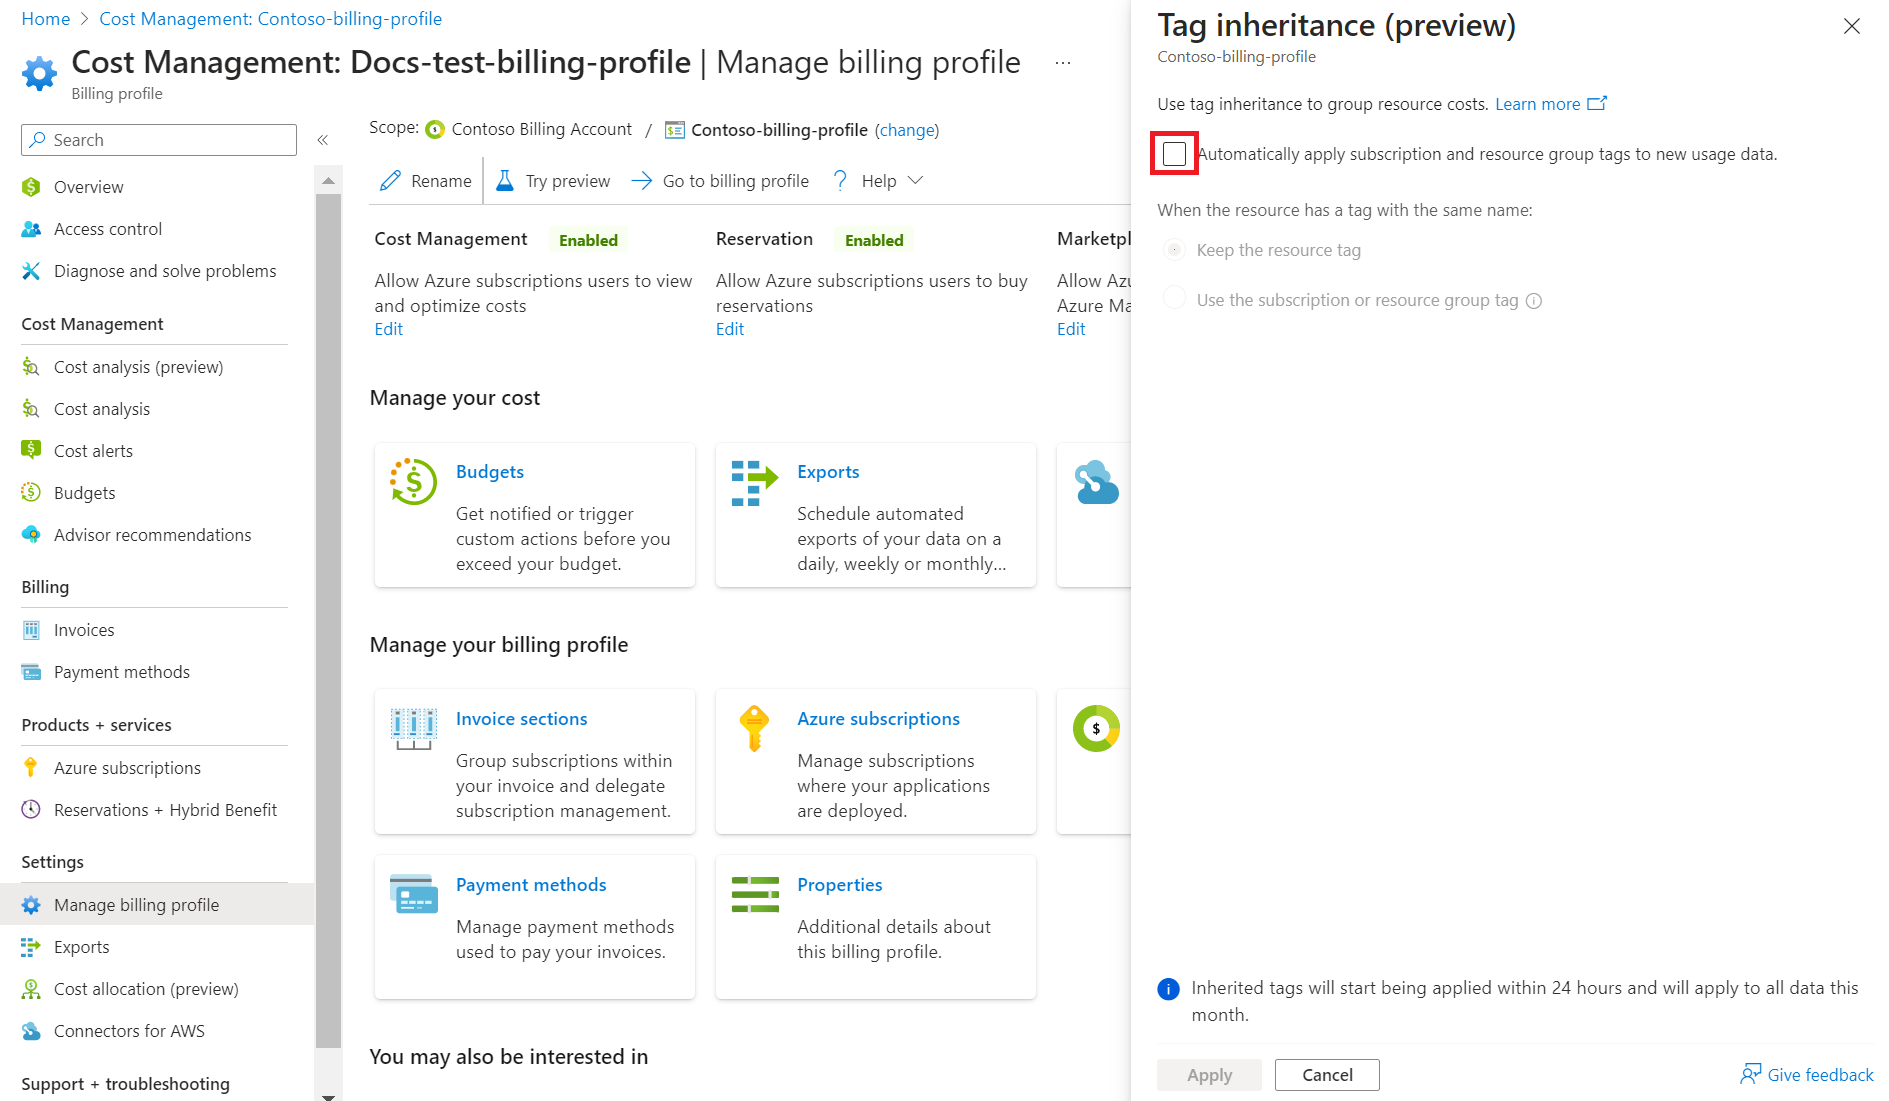 Home > Cost Management: Contoso-billing-profile
Cost Management: Docs-test-billing-profile | Manage billing profile ...
Billing profile
Search «
Overview
Access control
Diagnose and solve problems
Cost Management
Cost analysis (preview)
Cost analysis
Cost alerts
Budgets
Advisor recommendations
Billing
Invoices
Payment methods
Products + services
Azure subscriptions
Reservations + Hybrid Benefit
Settings
Manage billing profile
Exports
Cost allocation (preview)
Connectors for AWS
Support + troubleshooting
Scope: Contoso Billing Account / Contoso-billing-profile (change)
Rename Try preview Go to billing profile ? Help
Cost Management Enabled
Allow Azure subscriptions users to view
and optimize costs
Edit
Reservation Enabled
Allow Azure subscriptions users to buy
reservations
Edit
Marketpl
Allow Azu
Azure Ma
Edit
Manage your cost
Budgets
Get notified or trigger
custom actions before you
exceed your budget.
Exports
Schedule automated
exports of your data on a
daily, weekly or monthly...
Manage your billing profile
Invoice sections
Group subscriptions within
your invoice and delegate
subscription management.
Azure subscriptions
Manage subscriptions
where your applications
are deployed.
Payment methods
Manage payment methods
used to pay your invoices.
Properties
Additional details about
this billing profile.
You may also be interested in
Tag inheritance (preview)
Contoso-billing-profile
Use tag inheritance to group resource costs. Learn more
Automatically apply subscription and resource group tags to new usage data.
When the resource has a tag with the same name:
Keep the resource tag
Use the subscription or resource group tag
Inherited tags will start being applied within 24 hours and will apply to all data this
month.
Apply Cancel Give feedback